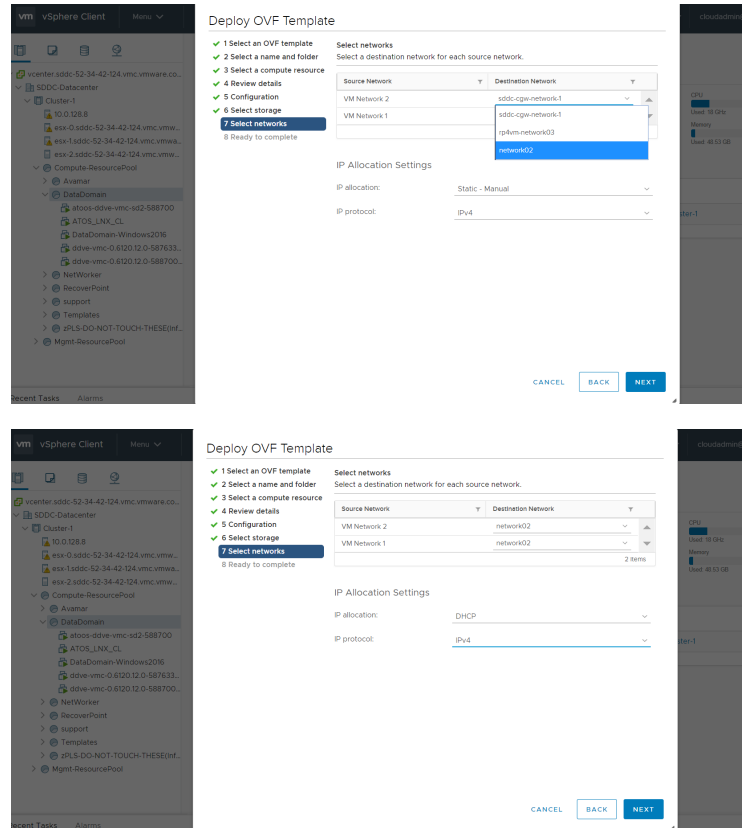 vm vSphere Client Menu
cloudadmin@
Deploy OVF Template
1 Select an OVF template
2 Select a name and folder
3 Select a compute resource
4 Review details
5 Configuration
6 Select storage
7 Select networks
8 Ready to complete
Select networks
Select a destination network for each source network.
Source Network Destination Network
VM Network 2 sddc-cgw-network-1
VM Network 1 sddc-cgw-network-1
rp4vm-network03
network02
IP Allocation Settings
IP allocation: Static - Manual
IP protocol: IPv4
CANCEL BACK NEXT
vcenter.sddc-52-34-42-124.vmc.vmware.co...
SDDC-Datacenter
Cluster-1
10.0.128.8
esx-0.sddc-52-34-42-124.vmc.vmw...
esx-1.sddc-52-34-42-124.vmc.vmwa...
esx-2.sddc-52-34-42-124.vmc.vmw...
Compute-ResourcePool
Avamar
DataDomain
atoos-ddve-vmc-sd2-588700
ATOS_LNX_CL
DataDomain-Windows2016
ddve-vmc-0.6120.12.0-587633...
ddve-vmc-0.6120.12.0-588700...
NetWorker
RecoverPoint
support
Templates
zPLS-DO-NOT-TOUCH-THESE(inf...
Mgmt-ResourcePool
Recent Tasks Alarms
CPU
Used: 18 GHz
Memory
Used: 48.53 GB
ster-1
vm vSphere Client Menu
cloudadmin@
Deploy OVF Template
1 Select an OVF template
2 Select a name and folder
3 Select a compute resource
4 Review details
5 Configuration
6 Select storage
7 Select networks
8 Ready to complete
Select networks
Select a destination network for each source network.
Source Network Destination Network
VM Network 2 network02
VM Network 1 network02
2 items
IP Allocation Settings
IP allocation: DHCP
IP protocol: IPv4
CANCEL BACK NEXT
vcenter.sddc-52-34-42-124.vmc.vmware.co...
SDDC-Datacenter
Cluster-1
10.0.128.8
esx-0.sddc-52-34-42-124.vmc.vmw...
esx-1.sddc-52-34-42-124.vmc.vmwa...
esx-2.sddc-52-34-42-124.vmc.vmw...
Compute-ResourcePool
Avamar
DataDomain
atoos-ddve-vmc-sd2-588700
ATOS_LNX_CL
DataDomain-Windows2016
ddve-vmc-0.6120.12.0-587633...
ddve-vmc-0.6120.12.0-588700...
NetWorker
RecoverPoint
support
Templates
zPLS-DO-NOT-TOUCH-THESE(inf...
Mgmt-ResourcePool
ecent Tasks Alarms
CPU
Used: 18 GHz
Memory
Used: 48.53 GB
ster-1